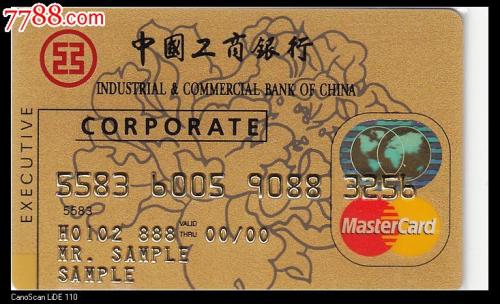 7788.com
中國工商銀行
INDUSTRIAL & COMMERCIAL BANK OF CHINA
EXECUTIVE
CORPORATE
5583 6005 9088 3256
5583
VALID
THRU
H0102 888 00/00
MR. SAMPLE
SAMPLE
MasterCard
CanoScan LiDE 110